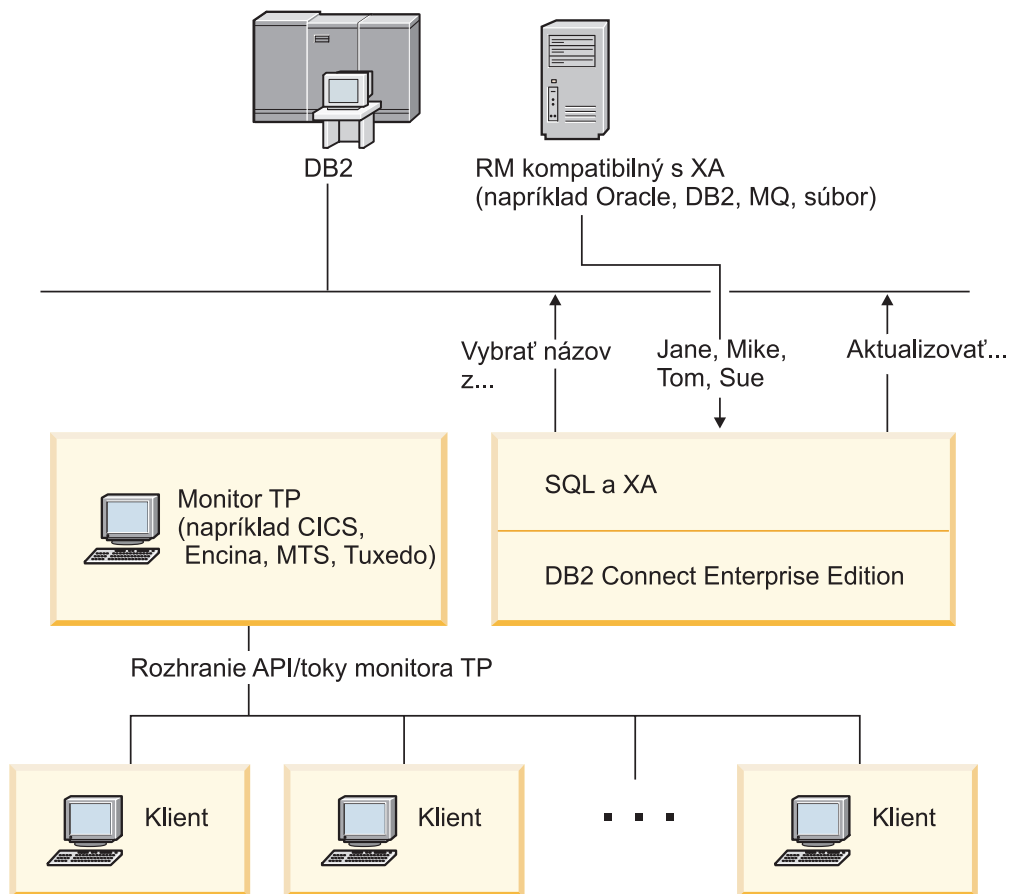 DB2
RM kompatibilný s XA
(napríklad Oracle, DB2, MQ, súbor)
Vybrať názov
z...
Jane, Mike,
Tom, Sue
Aktualizovať...
Monitor TP
(napríklad CICS,
Encina, MTS, Tuxedo)
SQL a XA
DB2 Connect Enterprise Edition
Rozhranie API/toky monitora TP
Klient
Klient
Klient